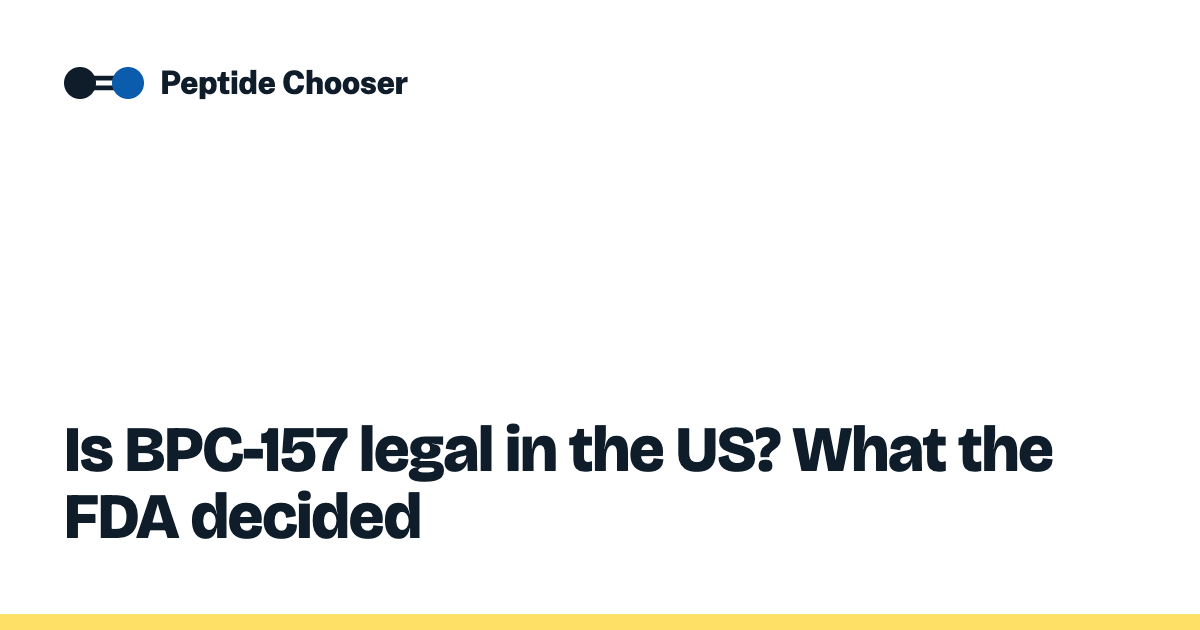 Peptide Chooser
Is BPC-157 legal in the US? What the
FDA decided